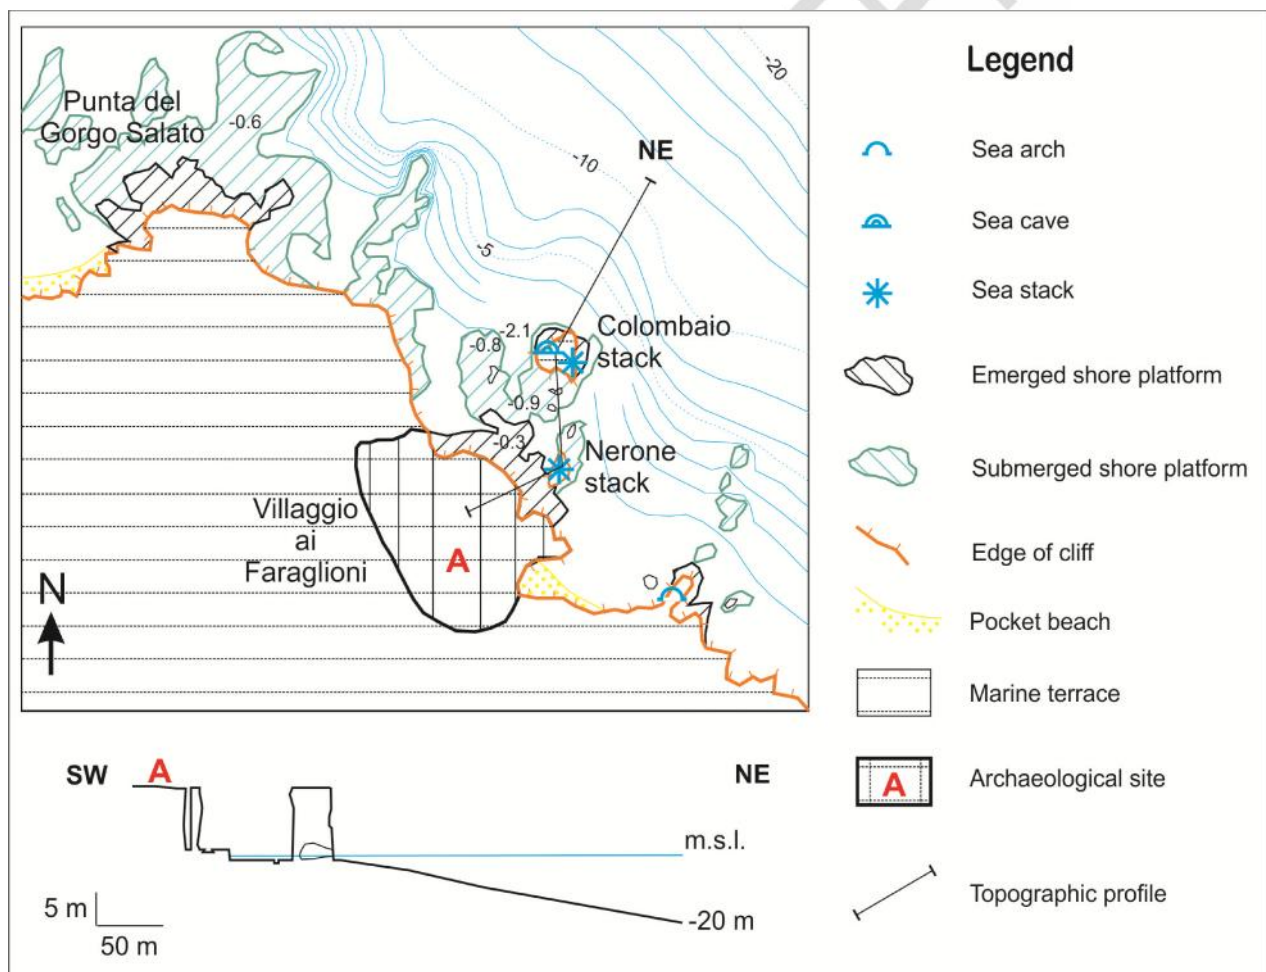 Punta del
Gorgo Salato
-0.6
-20
-10
NE
-5
-2.1
-0.8
Colombaio
stack
-0.9
-0.3
Nerone
stack
Villaggio
ai
Faraglioni
A
N
SW
A
NE
m.s.l.
5 m
50 m
-20 m
Legend
Sea arch
Sea cave
Sea stack
Emerged shore platform
Submerged shore platform
Edge of cliff
Pocket beach
Marine terrace
A
Archaeological site
Topographic profile